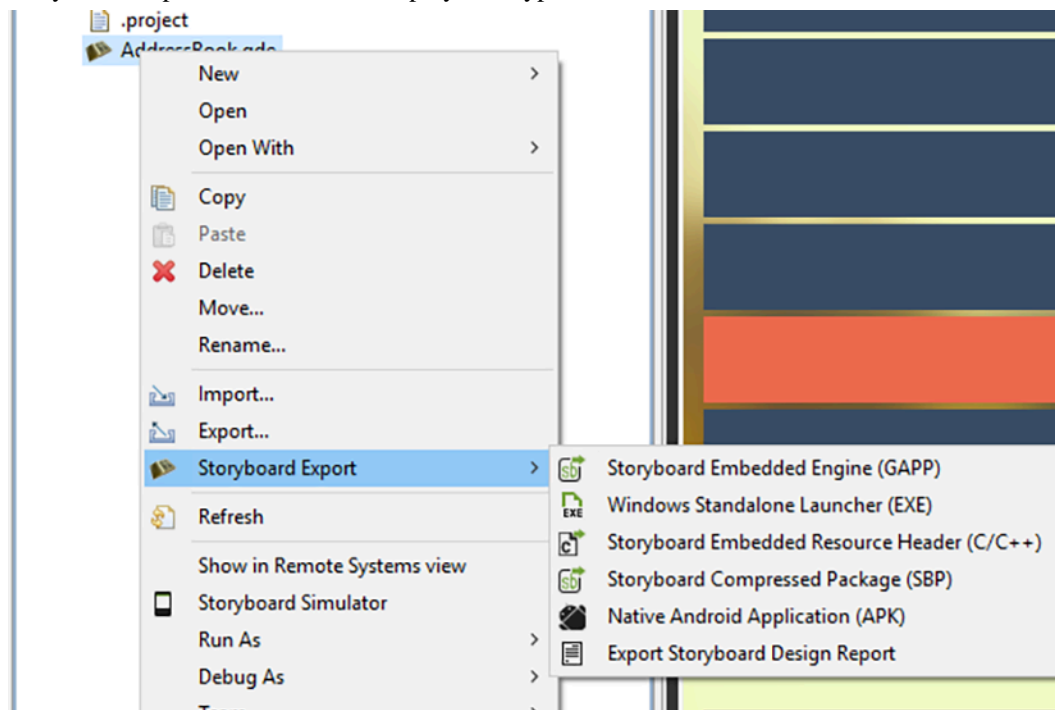 .project
AddressBook.gde
New
Open
Open With
Copy
Paste
Delete
Move...
Rename...
Import...
Export...
Storyboard Export
Refresh
Show in Remote Systems view
Storyboard Simulator
Run As
Debug As
Storyboard Embedded Engine (GAPP)
Windows Standalone Launcher (EXE)
Storyboard Embedded Resource Header (C/C++)
Storyboard Compressed Package (SBP)
Native Android Application (APK)
Export Storyboard Design Report